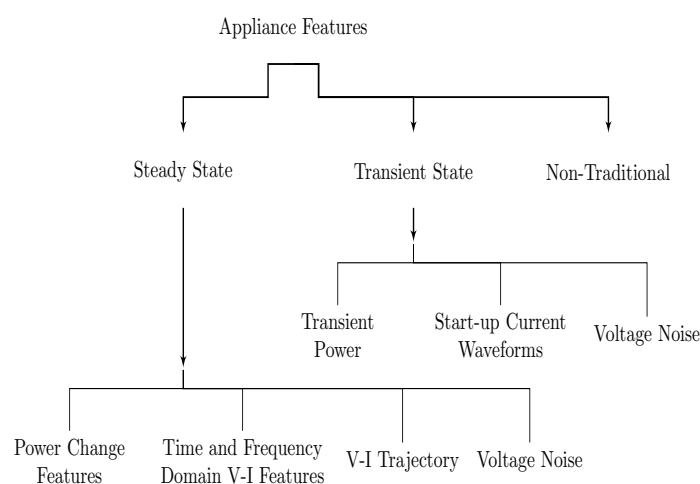 Appliance Features
Steady State
Transient State
Non-Traditional
Transient
Power
Start-up Current
Waveforms
Voltage Noise
Power Change
Features
Time and Frequency
Domain V-I Features
V-I Trajectory
Voltage Noise